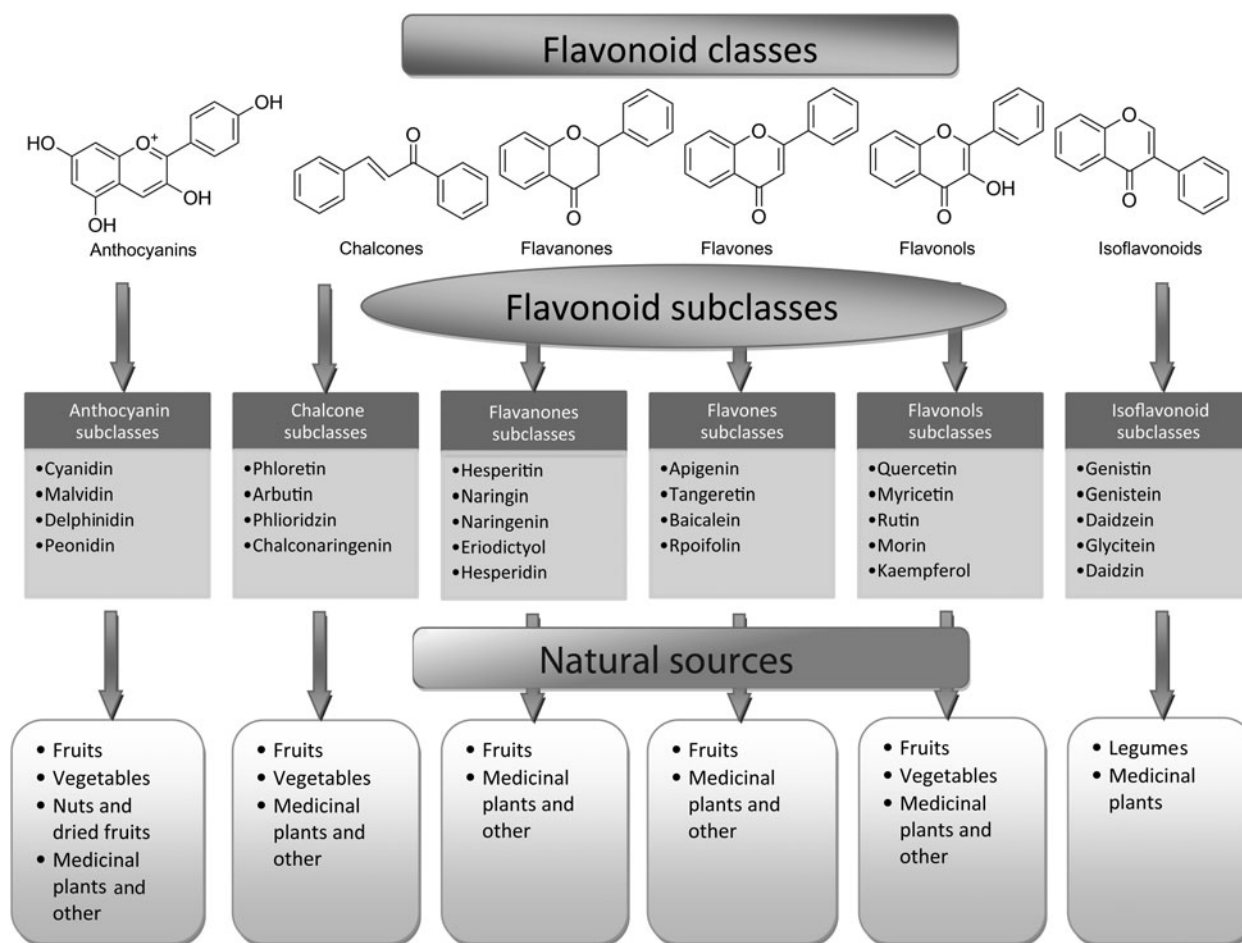 Flavonoid classes
OH
HO
O+
OH
OH
Anthocyanins
O
Chalcones
O
O
Flavanones
O
O
Flavones
O
OH
O
Flavonols
O
O
Isoflavonoids
Flavonoid subclasses
Anthocyanin
subclasses
•Cyanidin
•Malvidin
•Delphinidin
•Peonidin
Chalcone
subclasses
•Phloretin
•Arbutin
•Phlioridzin
•Chalconaringenin
Flavanones
subclasses
•Hesperitin
•Naringin
•Naringenin
•Eriodictyol
•Hesperidin
Flavones
subclasses
•Apigenin
•Tangeretin
•Baicalein
•Rpoifolin
Flavonols
subclasses
•Quercetin
•Myricetin
•Rutin
•Morin
•Kaempferol
Isoflavonoid
subclasses
•Genistin
•Genistein
•Daidzein
•Glycitein
•Daidzin
Natural sources
• Fruits
• Vegetables
• Nuts and
dried fruits
• Medicinal
plants and
other
• Fruits
• Vegetables
• Medicinal
plants and
other
• Fruits
• Medicinal
plants and
other
• Fruits
• Medicinal
plants and
other
• Fruits
• Vegetables
• Medicinal
plants and
other
• Legumes
• Medicinal
plants